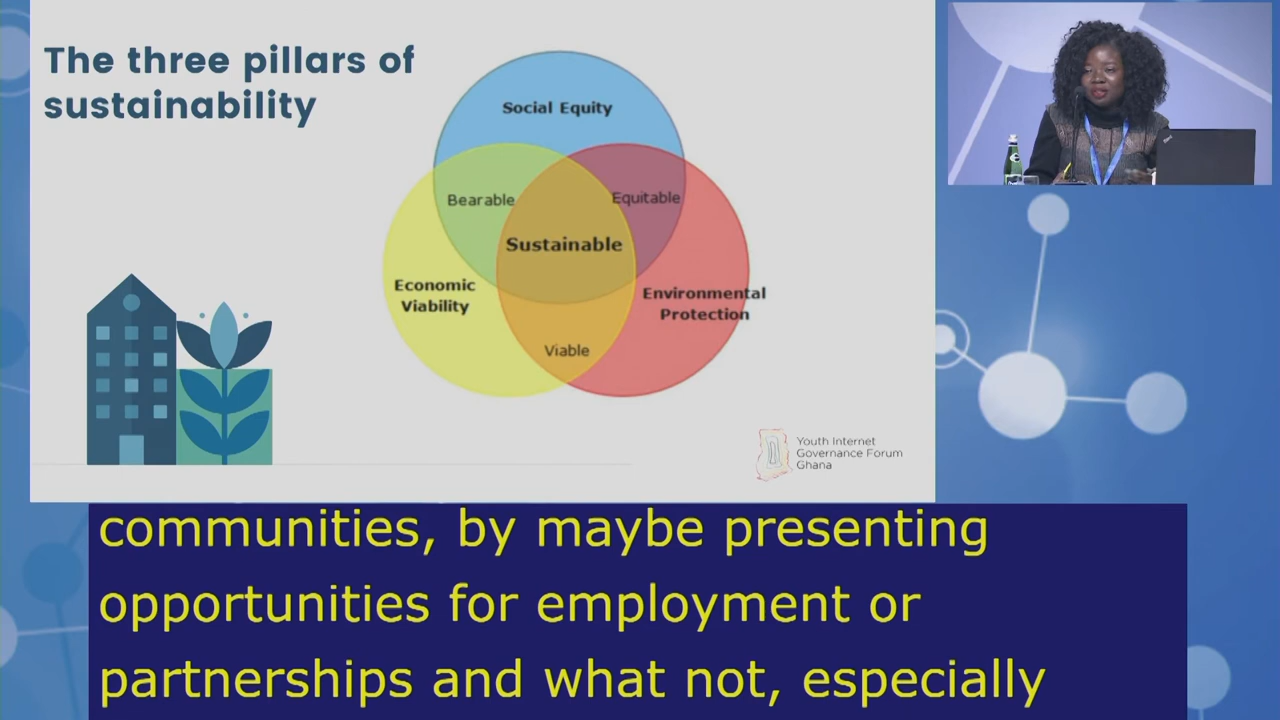 The three pillars of
sustainability
Social Equity
Bearable
Equitable
Sustainable
Economic
Viability
Environmental
Protection
Viable
Youth Internet
Governance Forum
Ghana
communities, by maybe presenting
opportunities for employment or
partnerships and what not, especially